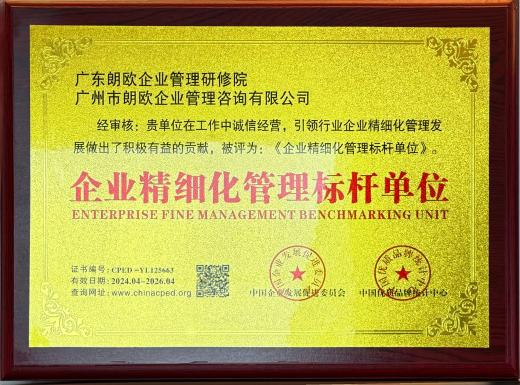 广东朗欧企业管理研修院
广州市朗欧企业管理咨询有限公司
经审核：贵单位在工作中诚信经营，引领行业企业精细化管理发
展做出了积极有益的贡献，被评为：《企业精细化管理标杆单位》。
企业精细化管理标杆单位
ENTERPRISE FINE MANAGEMENT BENCHMARKING UNIT
证书编号：CPED-YL125663
有效日期：2024.04-2026.04
查询网址：www.chinacped.org
中国企业发展促进委员会
中国优质品牌统计中心